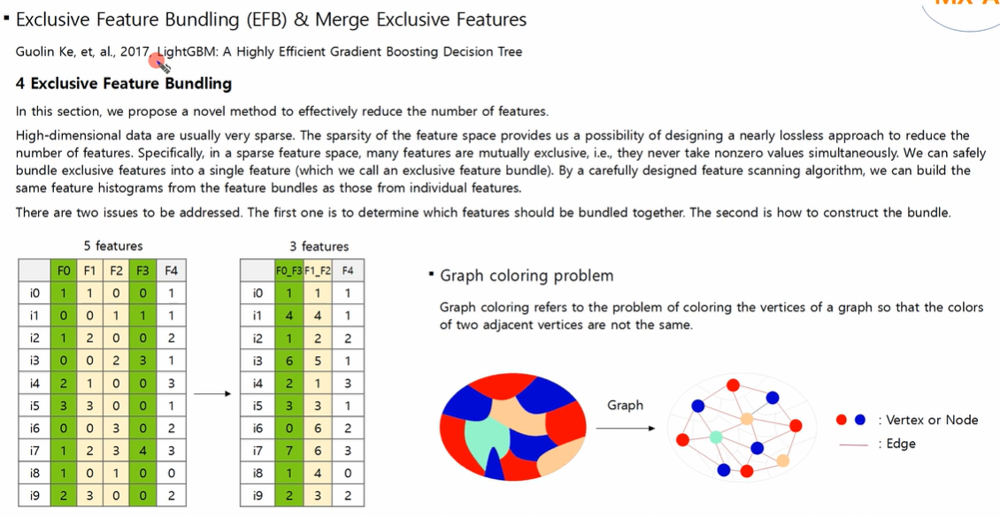 Exclusive Feature Bundling (EFB) & Merge Exclusive Features
Guolin Ke, et, al., 2017, LightGBM: A Highly Efficient Gradient Boosting Decision Tree
4 Exclusive Feature Bundling
In this section, we propose a novel method to effectively reduce the number of features.
High-dimensional data are usually very sparse. The sparsity of the feature space provides us a possibility of designing a nearly lossless approach to reduce the
number of features. Specifically, in a sparse feature space, many features are mutually exclusive, i.e., they never take nonzero values simultaneously. We can safely
bundle exclusive features into a single feature (which we call an exclusive feature bundle). By a carefully designed feature scanning algorithm, we can build the
same feature histograms from the feature bundles as those from individual features.
There are two issues to be addressed. The first one is to determine which features should be bundled together. The second is how to construct the bundle.
5 features
F0 F1 F2 F3 F4
i0 1 1 0 0 1
i1 0 0 1 1 1
i2 1 2 0 0 2
i3 0 0 2 3 1
i4 2 1 0 0 3
i5 3 3 0 0 1
i6 0 0 3 0 2
i7 1 2 3 4 3
i8 1 0 1 0 0
i9 2 3 0 0 2
3 features
F0_F3 F1_F2 F4
i0 1 1 1
i1 4 4 1
i2 1 2 2
i3 6 5 1
i4 2 1 3
i5 3 3 1
i6 0 6 2
i7 7 6 3
i8 1 4 0
i9 2 3 2
Graph coloring problem
Graph coloring refers to the problem of coloring the vertices of a graph so that the colors
of two adjacent vertices are not the same.
Graph
: Vertex or Node
: Edge